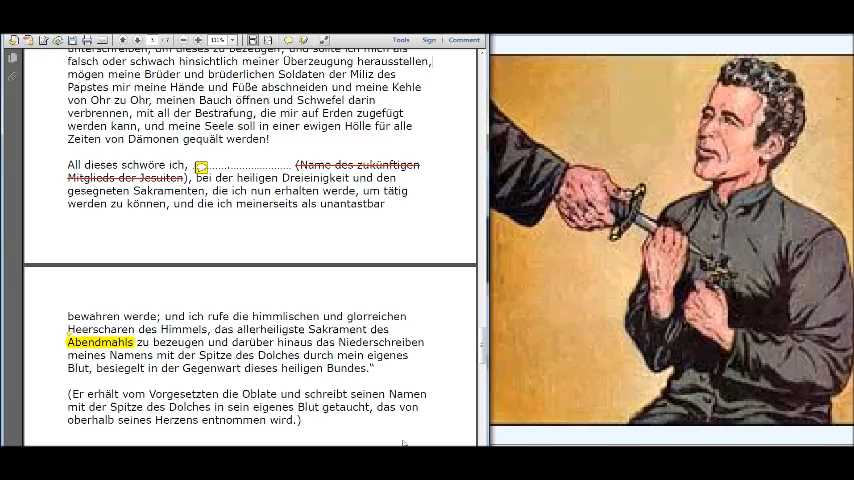 5 / 7
111%
Tools
Sign
Comment
unterschreiben, um dieses zu bezeugen, und sollte ich mich als
falsch oder schwach hinsichtlich meiner Überzeugung herausstellen,
mögen meine Brüder und brüderlichen Soldaten der Miliz des
Papstes mir meine Hände und Füße abschneiden und meine Kehle
von Ohr zu Ohr, meinen Bauch öffnen und Schwefel darin
verbrennen, mit all der Bestrafung, die mir auf Erden zugefügt
werden kann, und meine Seele soll in einer ewigen Hölle für alle
Zeiten von Dämonen gequält werden!
All dieses schwöre ich, ........................... (Name des zukünftigen
Mitglieds der Jesuiten), bei der heiligen Dreieinigkeit und den
gesegneten Sakramenten, die ich nun erhalten werde, um tätig
werden zu können, und die ich meinerseits als unantastbar
bewahren werde; und ich rufe die himmlischen und glorreichen
Heerscharen des Himmels, das allerheiligste Sakrament des
Abendmahls zu bezeugen und darüber hinaus das Niederschreiben
meines Namens mit der Spitze des Dolches durch mein eigenes
Blut, besiegelt in der Gegenwart dieses heiligen Bundes.“
(Er erhält vom Vorgesetzten die Oblate und schreibt seinen Namen
mit der Spitze des Dolches in sein eigenes Blut getaucht, das von
oberhalb seines Herzens entnommen wird.)